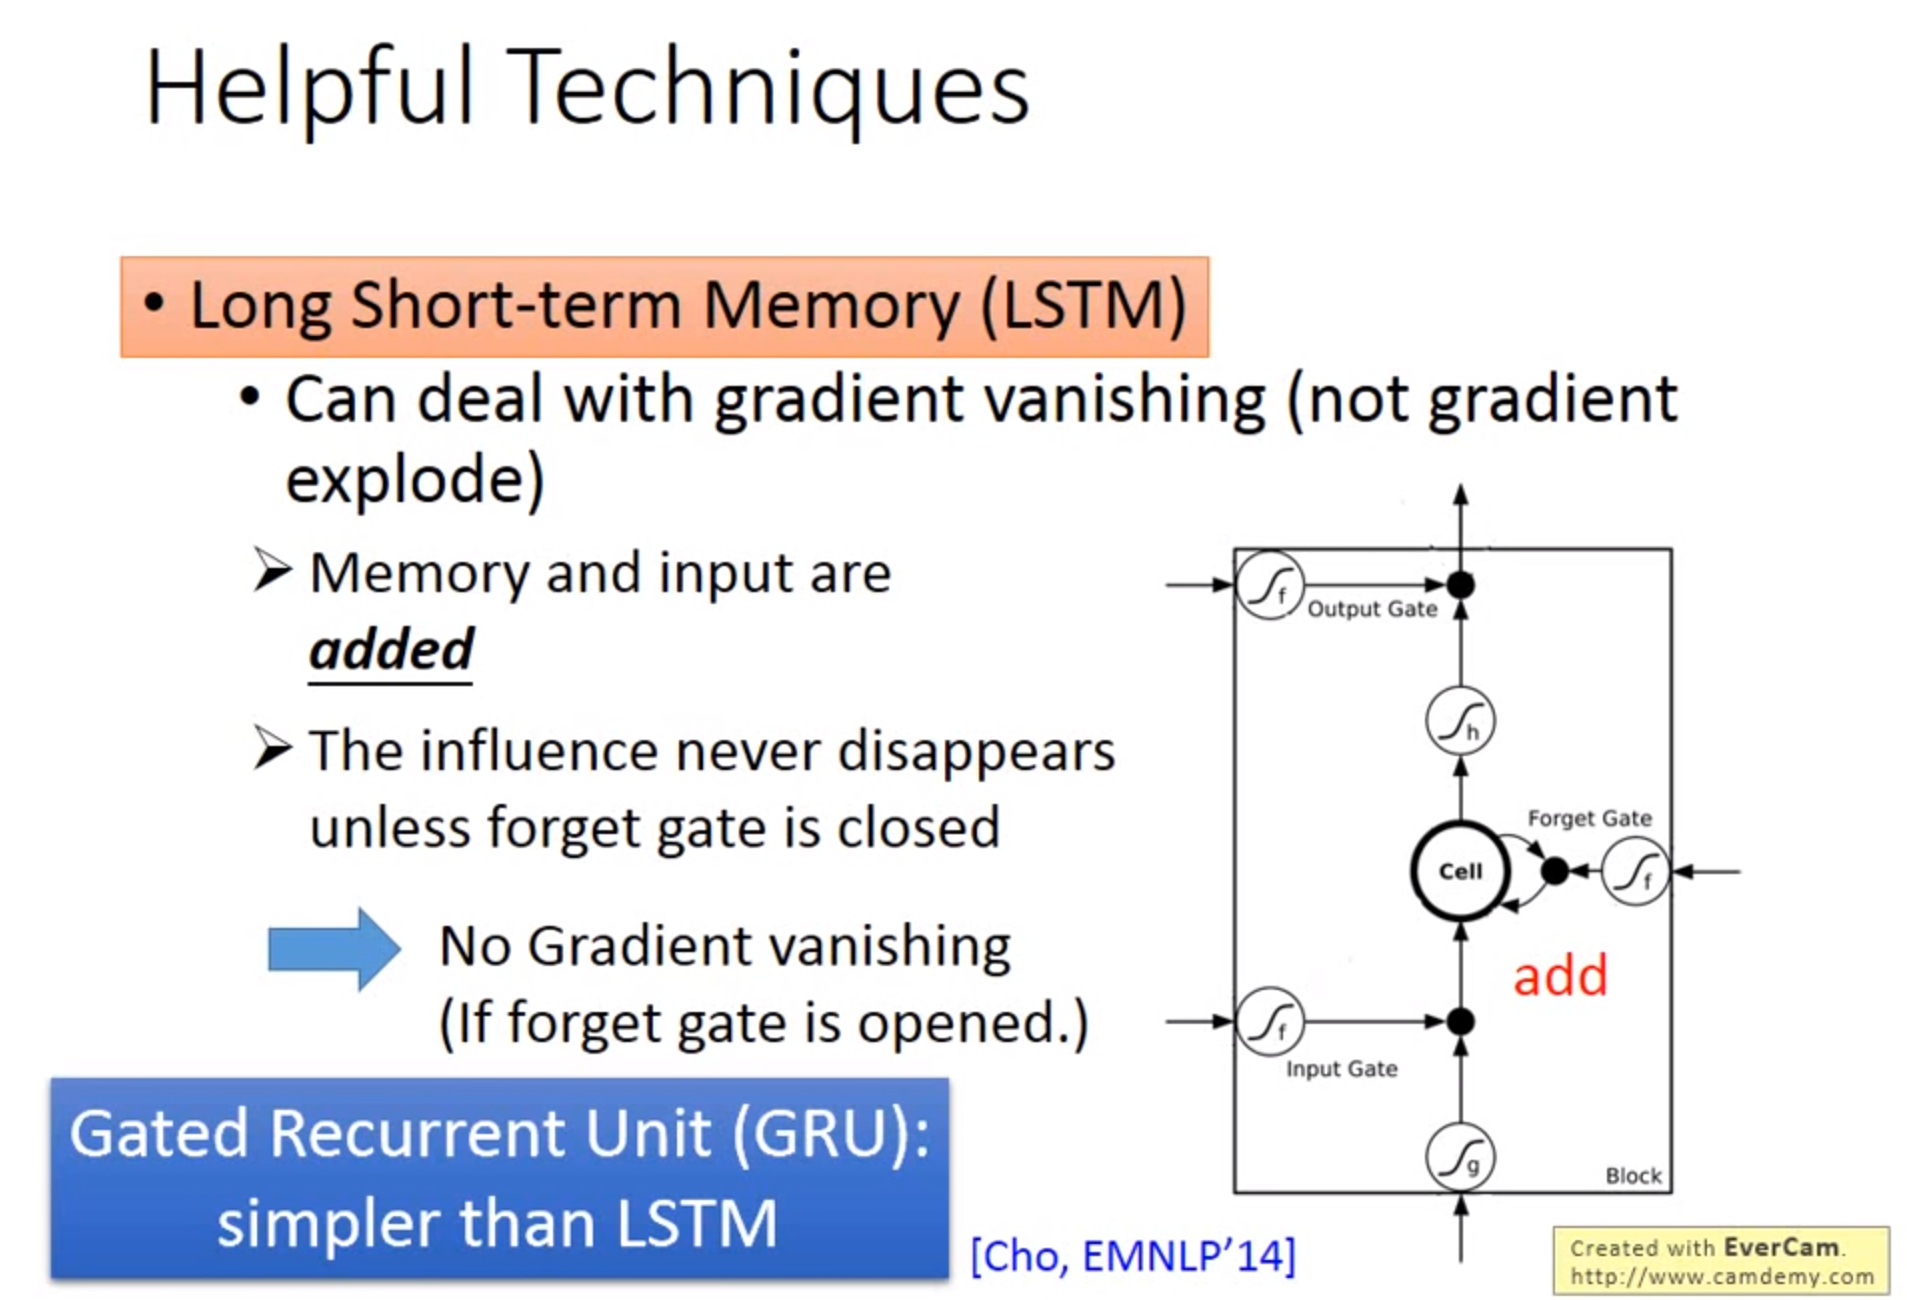 Helpful Techniques
• Long Short-term Memory (LSTM)
• Can deal with gradient vanishing (not gradient
explode)
➢ Memory and input are
added
➢ The influence never disappears
unless forget gate is closed
No Gradient vanishing
(If forget gate is opened.)
Gated Recurrent Unit (GRU):
simpler than LSTM
[Cho, EMNLP’14]
f
Output Gate
h
Forget Gate
Cell
f
add
f
Input Gate
g
Block
Created with EverCam.
http://www.camdemy.com